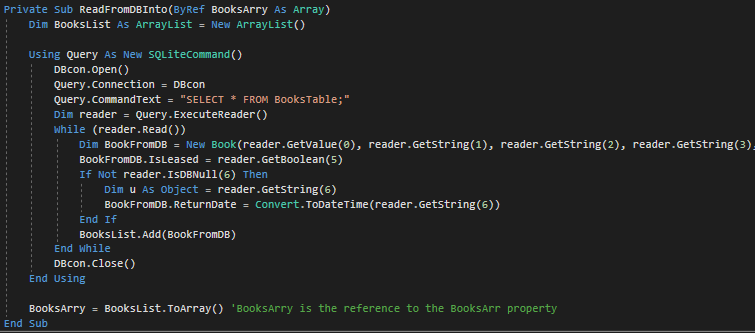 Private Sub ReadFromDBInto(ByRef BooksArry As Array)
    Dim BooksList As ArrayList = New ArrayList()

    Using Query As New SQLiteCommand()
        DBcon.Open()
        Query.Connection = DBcon
        Query.CommandText = "SELECT * FROM BooksTable;"
        Dim reader = Query.ExecuteReader()
        While (reader.Read())
            Dim BookFromDB = New Book(reader.GetValue(0), reader.GetString(1), reader.GetString(2), reader.GetString(3),
            BookFromDB.IsLeased = reader.GetBoolean(5)
            If Not reader.IsDBNull(6) Then
                Dim u As Object = reader.GetString(6)
                BookFromDB.ReturnDate = Convert.ToDateTime(reader.GetString(6))
            End If
            BooksList.Add(BookFromDB)
        End While
        DBcon.Close()
    End Using

    BooksArry = BooksList.ToArray() 'BooksArry is the reference to the BooksArr property
End Sub